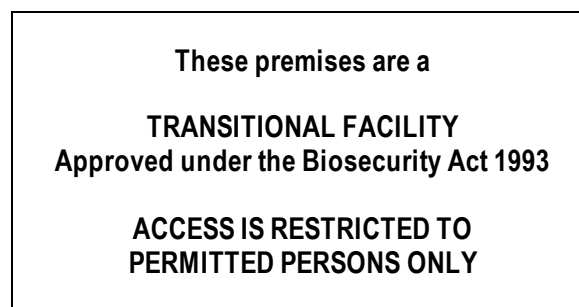 These premises are a
TRANSITIONAL FACILITY
Approved under the Biosecurity Act 1993
ACCESS IS RESTRICTED TO
PERMITTED PERSONS ONLY